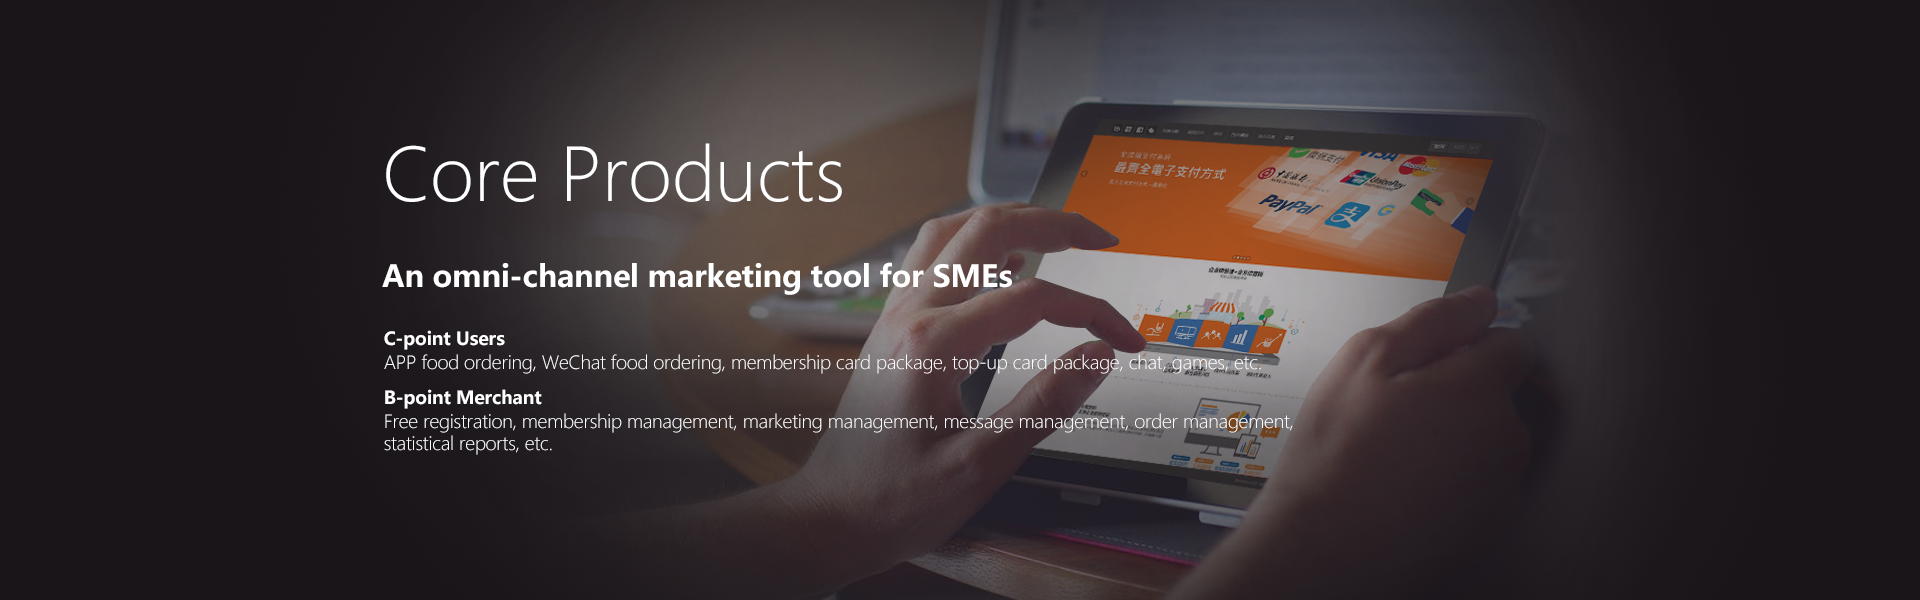 Core Products
An omni-channel marketing tool for SMEs
C-point Users
APP food ordering, WeChat food ordering, membership card package, top-up card package, chat, games, etc.
B-point Merchant
Free registration, membership management, marketing management, message management, order management,
statistical reports, etc.
最齊全電子支付方式
VISA
MasterCard
UnionPay
PayPal
支